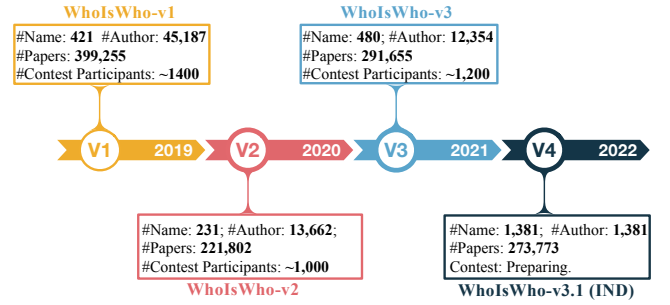 WhoIsWho-v1
#Name: 421 #Author: 45,187
#Papers: 399,255
#Contest Participants: ~1400
WhoIsWho-v3
#Name: 480; #Author: 12,354
#Papers: 291,655
#Contest Participants: ~1,200
V1 2019 V2 2020 V3 2021 V4 2022
#Name: 231; #Author: 13,662;
#Papers: 221,802
#Contest Participants: ~1,000
WhoIsWho-v2
#Name: 1,381; #Author: 1,381
#Papers: 273,773
Contest: Preparing.
WhoIsWho-v3.1 (IND)